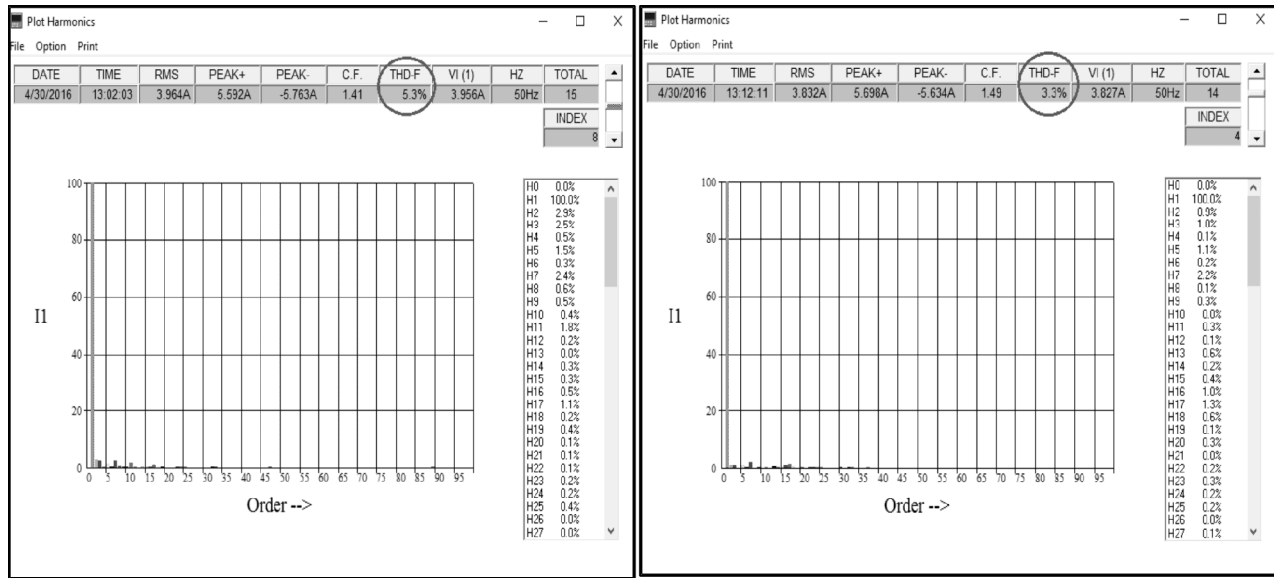 Plot Harmonics
File Option Print
DATE TIME RMS PEAK+ PEAK- C.F. THD-F VI (1) HZ TOTAL
4/30/2016 13:02:03 3.964A 5.592A -5.763A 1.41 5.3% 3.956A 50Hz 15
INDEX
8
100
80
60
40
20
0
I1
0 5 10 15 20 25 30 35 40 45 50 55 60 65 70 75 80 85 90 95
Order -->
H0 0.0%
H1 100.0%
H2 2.9%
H3 2.5%
H4 0.5%
H5 1.5%
H6 0.3%
H7 2.4%
H8 0.6%
H9 0.5%
H10 0.4%
H11 1.8%
H12 0.2%
H13 0.0%
H14 0.3%
H15 0.3%
H16 0.5%
H17 1.1%
H18 0.2%
H19 0.4%
H20 0.1%
H21 0.1%
H22 0.1%
H23 0.2%
H24 0.2%
H25 0.4%
H26 0.0%
H27 0.0%
Plot Harmonics
File Option Print
DATE TIME RMS PEAK+ PEAK- C.F. THD-F VI (1) HZ TOTAL
4/30/2016 13:12:11 3.832A 5.698A -5.634A 1.49 3.3% 3.827A 50Hz 14
INDEX
4
100
80
60
40
20
0
I1
0 5 10 15 20 25 30 35 40 45 50 55 60 65 70 75 80 85 90 95
Order -->
H0 0.0%
H1 100.0%
H2 0.9%
H3 1.0%
H4 0.1%
H5 1.1%
H6 0.2%
H7 2.2%
H8 0.1%
H9 0.3%
H10 0.0%
H11 0.3%
H12 0.1%
H13 0.6%
H14 0.2%
H15 0.4%
H16 1.0%
H17 1.3%
H18 0.6%
H19 0.1%
H20 0.3%
H21 0.0%
H22 0.2%
H23 0.3%
H24 0.2%
H25 0.2%
H26 0.0%
H27 0.1%